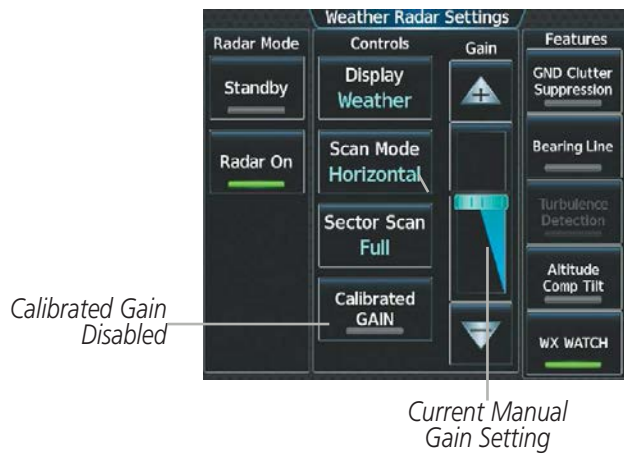 Weather Radar Settings
Radar Mode
Standby
Radar On
Controls
Display
Weather
Scan Mode
Horizontal
Sector Scan
Full
Calibrated
GAIN
Gain
+
−
Features
GND Clutter
Suppression
Bearing Line
Turbulence
Detection
Altitude
Comp Tilt
WX WATCH
Calibrated Gain
Disabled
Current Manual
Gain Setting